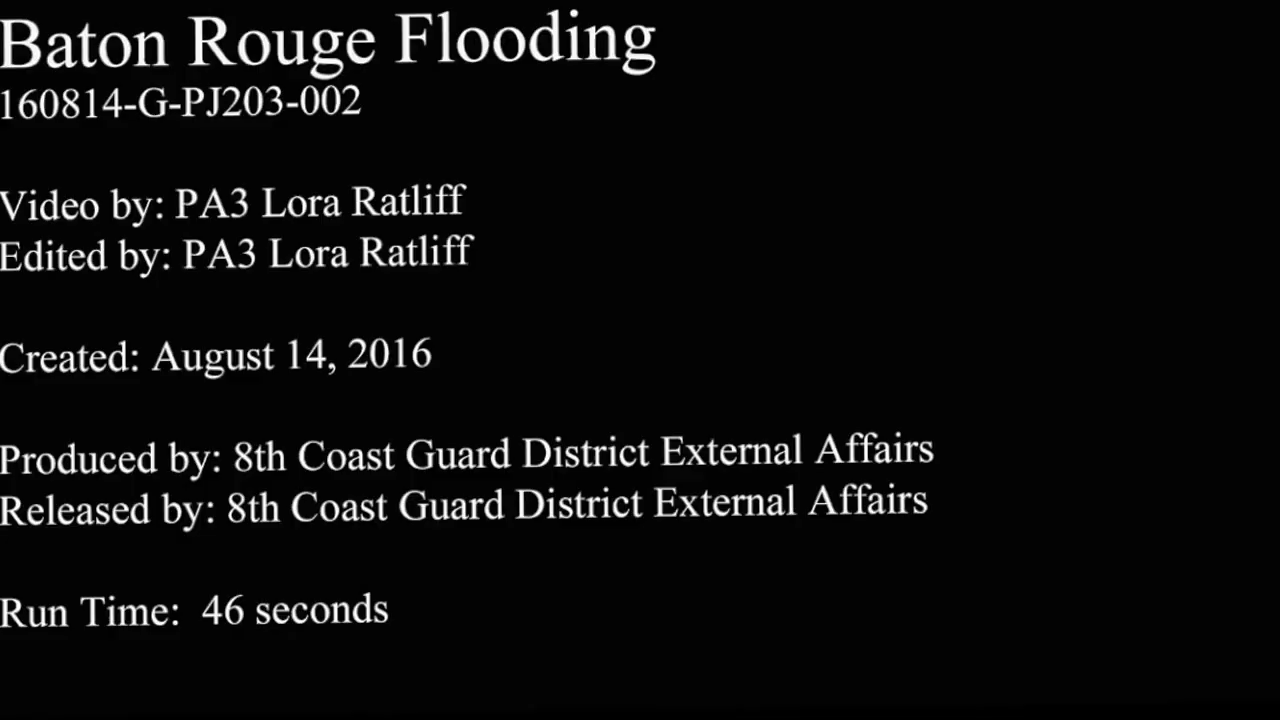 Baton Rouge Flooding
160814-G-PJ203-002
Video by: PA3 Lora Ratliff
Edited by: PA3 Lora Ratliff
Created: August 14, 2016
Produced by: 8th Coast Guard District External Affairs
Released by: 8th Coast Guard District External Affairs
Run Time:  46 seconds